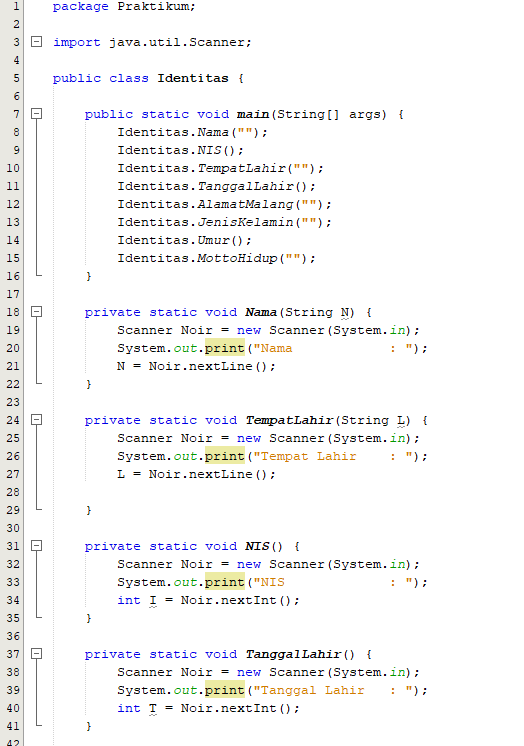 1 package Praktikum;
2
3 import java.util.Scanner;
4
5 public class Identitas {
6
7     public static void main(String[] args) {
8         Identitas.Nama("");
9         Identitas.NIS();
10         Identitas.TempatLahir("");
11         Identitas.TanggalLahir();
12         Identitas.AlamatMalang("");
13         Identitas.JenisKelamin("");
14         Identitas.Umur();
15         Identitas.MottoHidup("");
16     }
17
18     private static void Nama(String N) {
19         Scanner Noir = new Scanner(System.in);
20         System.out.print("Nama            : ");
21         N = Noir.nextLine();
22     }
23
24     private static void TempatLahir(String L) {
25         Scanner Noir = new Scanner(System.in);
26         System.out.print("Tempat Lahir    : ");
27         L = Noir.nextLine();
28
29     }
30
31     private static void NIS() {
32         Scanner Noir = new Scanner(System.in);
33         System.out.print("NIS             : ");
34         int I = Noir.nextInt();
35     }
36
37     private static void TanggalLahir() {
38         Scanner Noir = new Scanner(System.in);
39         System.out.print("Tanggal Lahir   : ");
40         int T = Noir.nextInt();
41     }
42